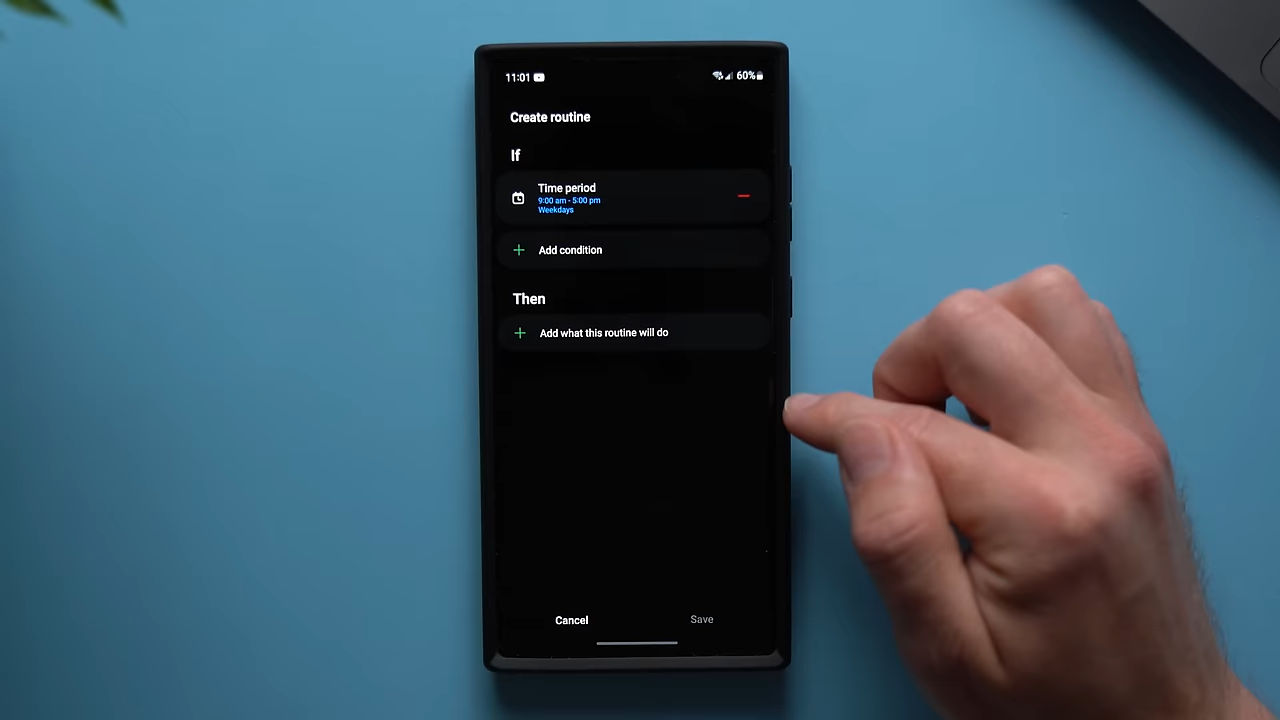 11:01
60%
Create routine
If
Time period
9:00 am - 5:00 pm
Weekdays
Add condition
Then
Add what this routine will do
Cancel
Save